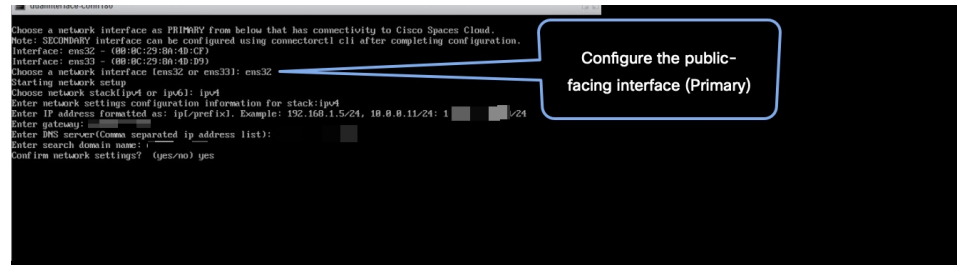 dualinterface-conn180
Choose a network interface as PRIMARY from below that has connectivity to Cisco Spaces Cloud.
Note: SECONDARY interface can be configured using connectorctl cli after completing configuration.
Interface: ens32 - (00:0C:29:8A:4D:CF)
Interface: ens33 - (00:0C:29:8A:4D:D9)
Choose a network interface [ens32 or ens33]: ens32
Starting network setup
Choose network stack[ipv4 or ipv6]: ipv4
Enter network settings configuration information for stack:ipv4
Enter IP address formatted as: ip[/prefix]. Example: 192.168.1.5/24, 10.0.0.11/24: 1 /24
Enter gateway:
Enter DNS server(Comma separated ip address list):
Enter search domain name:
Confirm network settings? (yes/no) yes
Configure the public-
facing interface (Primary)